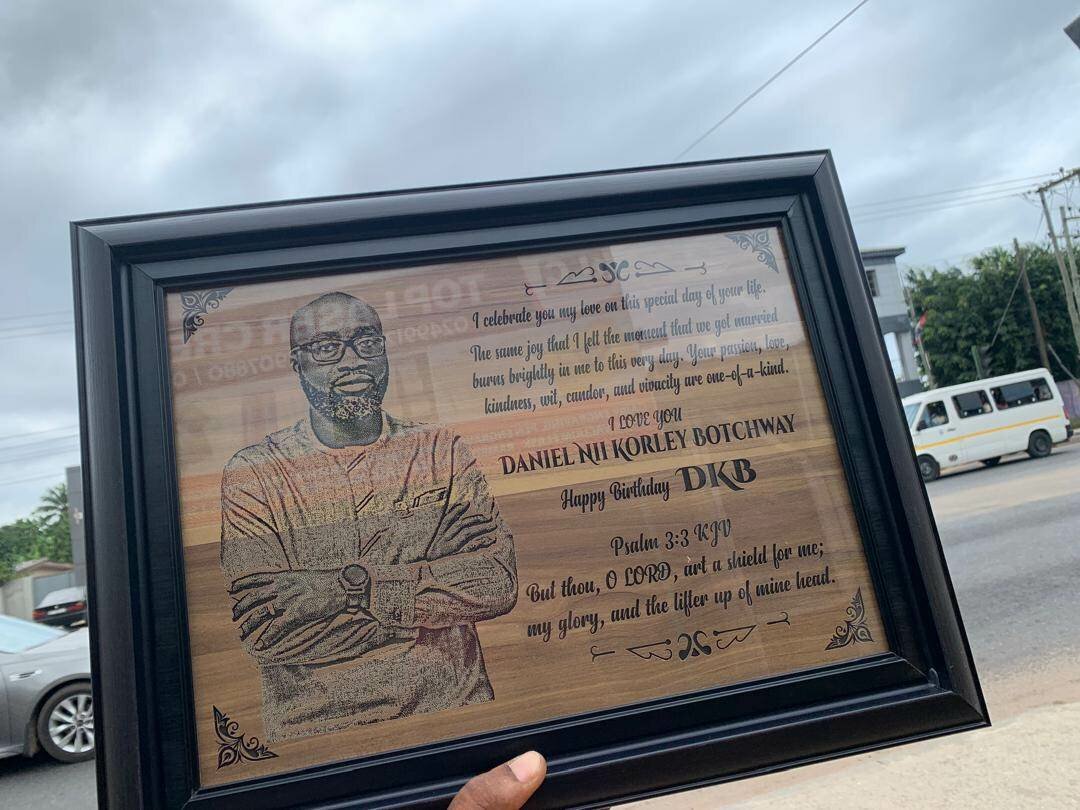 I celebrate you my love on this special day of your life.
The same joy that I felt the moment that we got married
burns brightly in me to this very day. Your passion, love,
kindness, wit, candor, and vivacity are one-of-a-kind.
I LOVE YOU
DANIEL NII KORLEY BOTCHWAY
Happy Birthday DKB
Psalm 3:3 KJV
But thou, O LORD, art a shield for me;
my glory, and the lifter up of mine head.